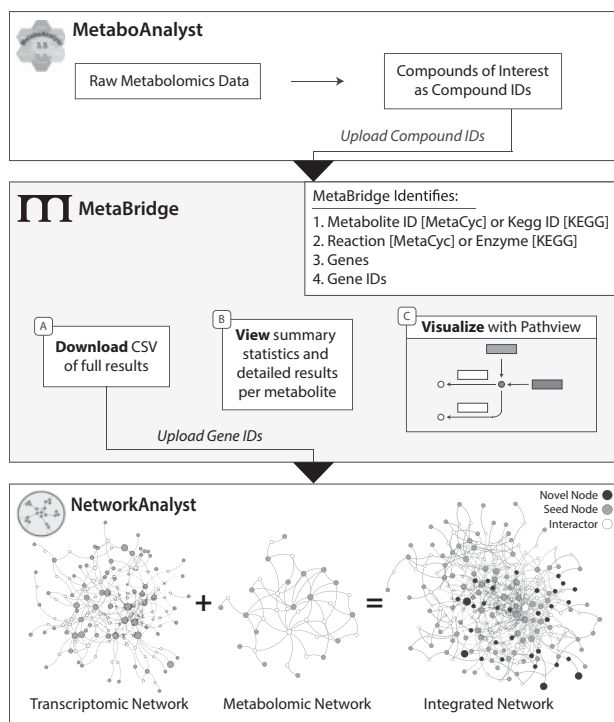 MetaboAnalyst
3.5
MetaboAnalyst
Raw Metabolomics Data
Compounds of Interest
as Compound IDs
Upload Compound IDs
m MetaBridge
MetaBridge Identifies:
1. Metabolite ID [MetaCyc] or Kegg ID [KEGG]
2. Reaction [MetaCyc] or Enzyme [KEGG]
3. Genes
4. Gene IDs
A
Download CSV
of full results
B
View summary
statistics and
detailed results
per metabolite
C
Visualize with Pathview
Upload Gene IDs
NetworkAnalyst
Novel Node
Seed Node
Interactor
+
=
Transcriptomic Network
Metabolomic Network
Integrated Network